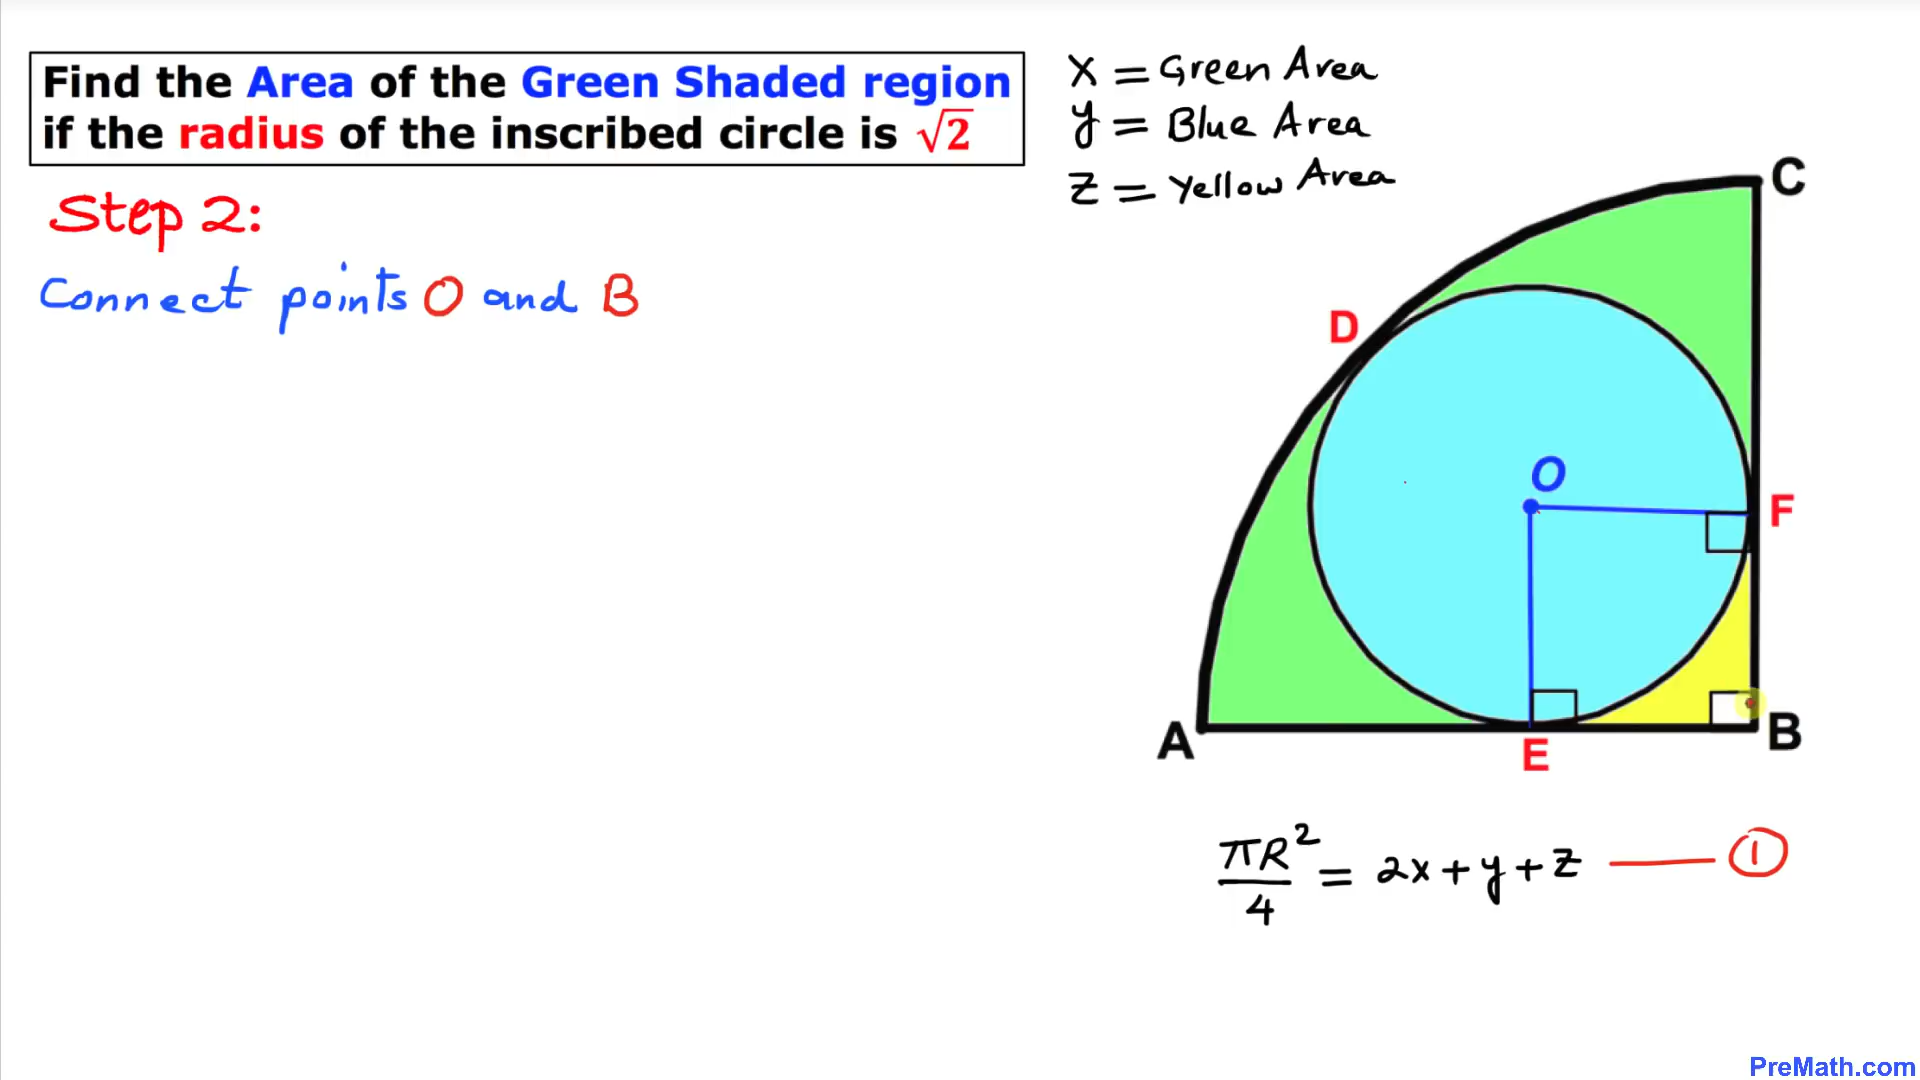 Find the Area of the Green Shaded region
if the radius of the inscribed circle is √2
Step 2:
Connect points O and B
X = Green Area
y = Blue Area
Z = Yellow Area
C
D
O
F
A
E
B
πR²/4 = 2x + y + z —— ①
PreMath.com